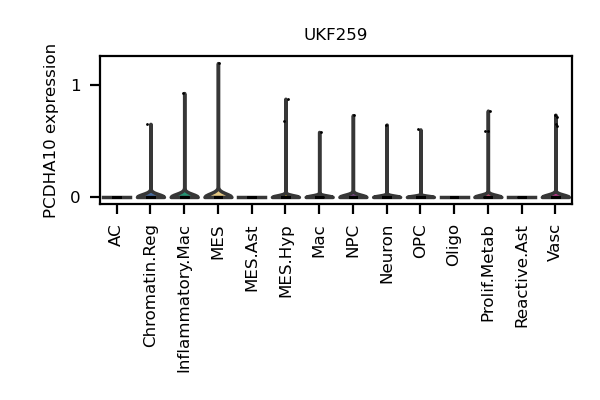 UKF259
PCDHA10 expression
1
0
AC
Chromatin.Reg
Inflammatory.Mac
MES
MES.Ast
MES.Hyp
Mac
NPC
Neuron
OPC
Oligo
Prolif.Metab
Reactive.Ast
Vasc